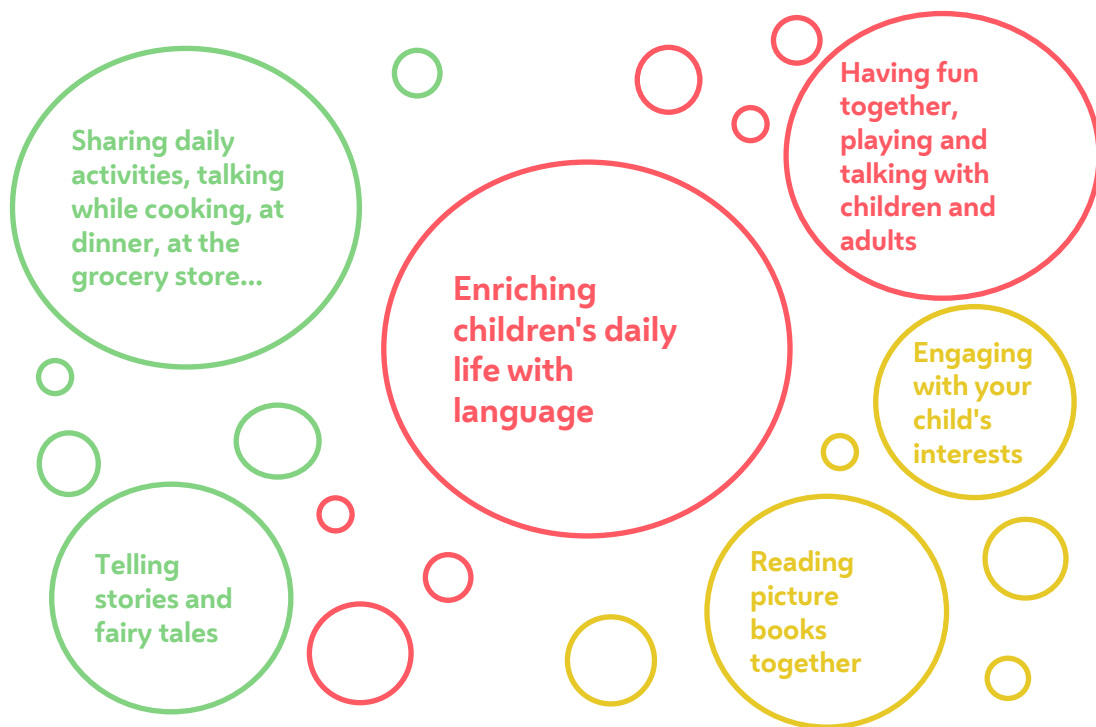 Sharing daily
activities, talking
while cooking, at
dinner, at the
grocery store...
Having fun
together,
playing and
talking with
children and
adults
Enriching
children's daily
life with
language
Engaging
with your
child's
interests
Telling
stories and
fairy tales
Reading
picture
books
together